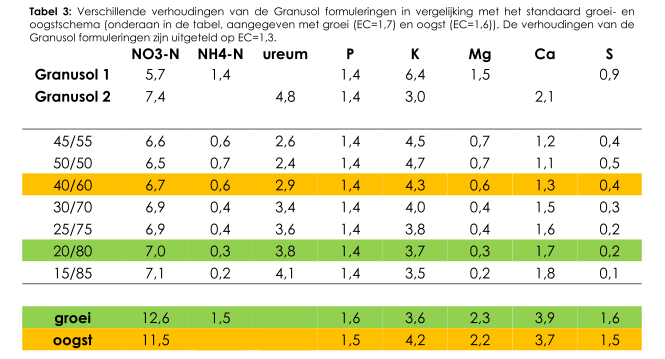 Tabel 3: Verschillende verhoudingen van de Granusol formuleringen in vergelijking met het standaard groei- en
oogstschema (onderaan in de tabel, aangegeven met groei (EC=1,7) en oogst (EC=1,6)). De verhoudingen van de
Granusol formuleringen zijn uitgeteld op EC=1,3.
NO3-N NH4-N ureum P K Mg Ca S
Granusol 1 5,7 1,4 1,4 6,4 1,5 0,9
Granusol 2 7,4 4,8 1,4 3,0 2,1
45/55 6,6 0,6 2,6 1,4 4,5 0,7 1,2 0,4
50/50 6,5 0,7 2,4 1,4 4,7 0,7 1,1 0,5
40/60 6,7 0,6 2,9 1,4 4,3 0,6 1,3 0,4
30/70 6,9 0,4 3,4 1,4 4,0 0,4 1,5 0,3
25/75 6,9 0,4 3,6 1,4 3,8 0,4 1,6 0,2
20/80 7,0 0,3 3,8 1,4 3,7 0,3 1,7 0,2
15/85 7,1 0,2 4,1 1,4 3,5 0,2 1,8 0,1
groei 12,6 1,5 1,6 3,6 2,3 3,9 1,6
oogst 11,5 1,5 4,2 2,2 3,7 1,5